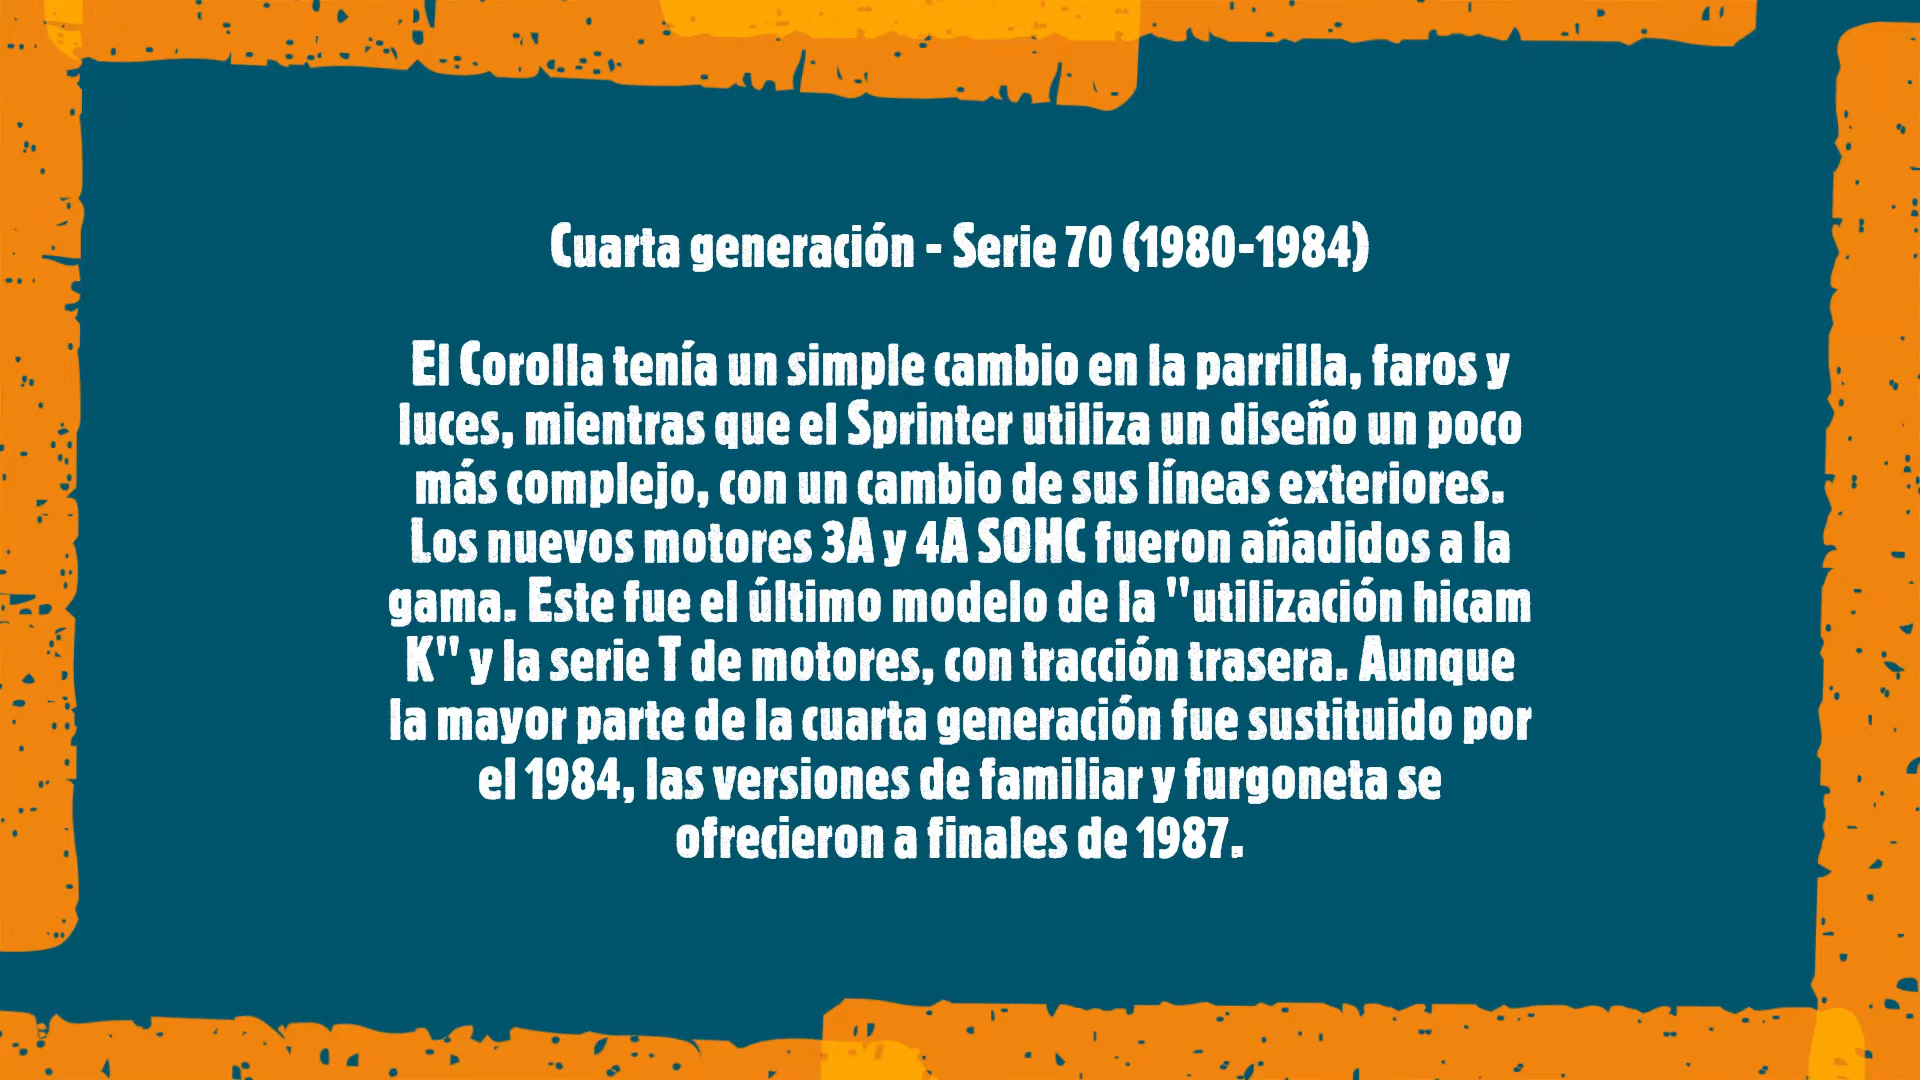 Cuarta generación - Serie 70 (1980-1984)
El Corolla tenía un simple cambio en la parrilla, faros y
luces, mientras que el Sprinter utiliza un diseño un poco
más complejo, con un cambio de sus líneas exteriores.
Los nuevos motores 3A y 4A SOHC fueron añadidos a la
gama. Este fue el último modelo de la "utilización hicam
K" y la serie T de motores, con tracción trasera. Aunque
la mayor parte de la cuarta generación fue sustituido por
el 1984, las versiones de familiar y furgoneta se
ofrecieron a finales de 1987.